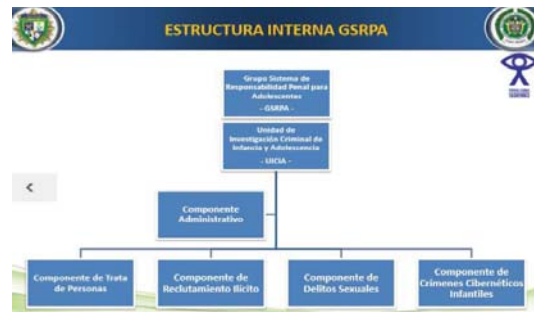 ESTRUCTURA INTERNA GSRPA
Grupo Sistema de
Responsabilidad Penal para
Adolescentes
- GSRPA -
Unidad de
Investigación Criminal de
Infancia y Adolescencia
- UICIA -
Componente
Administrativo
Componente de Trata
de Personas
Componente de
Reclutamiento Ilícito
Componente de
Delitos Sexuales
Componente de
Crímenes Cibernéticos
Infantiles